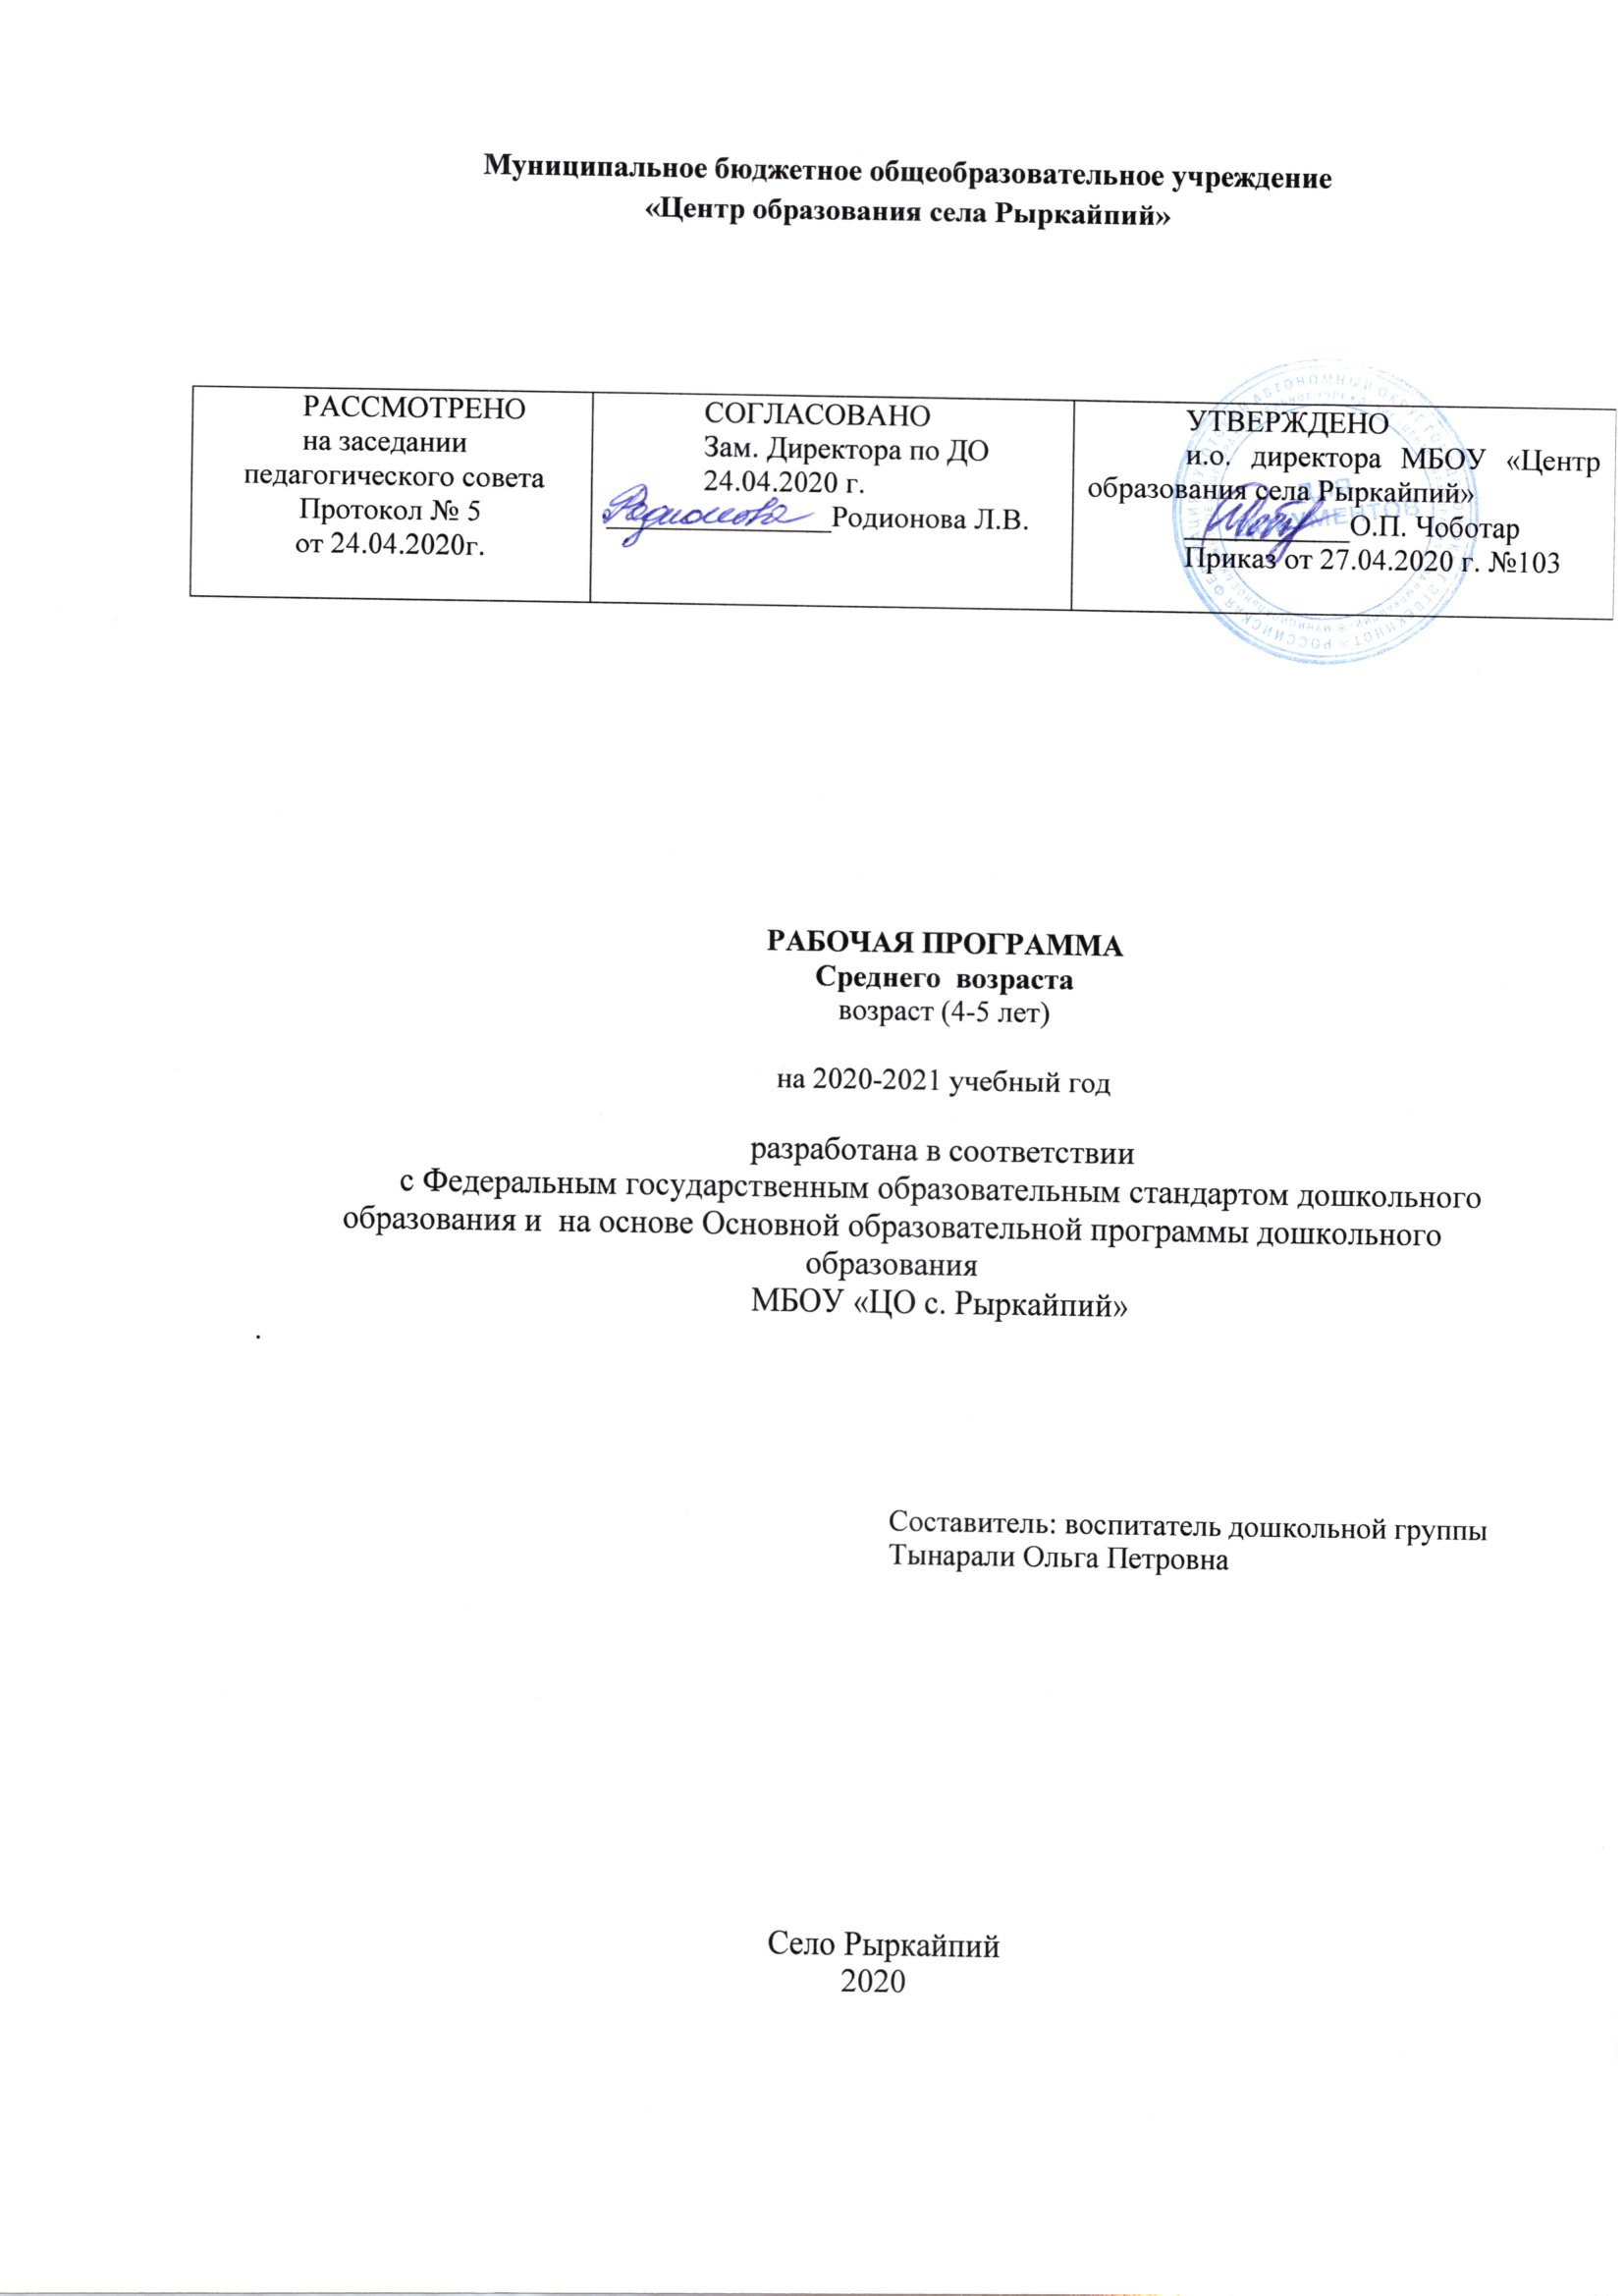 Муниципальное бюджетное общеобразовательное учреждение
«Центр образования села Рыркайпий»
РАССМОТРЕНО
на заседании
педагогического совета
Протокол № 5
от 24.04.2020г.
СОГЛАСОВАНО
Зам. Директора по ДО
24.04.2020 г.
Родионова Родионова Л.В.
УТВЕРЖДЕНО
и.о. директора МБОУ «Центр
образования села Рыркайпий»
О.П. Чоботар
Приказ от 27.04.2020 г. №103
РАБОЧАЯ ПРОГРАММА
Среднего возраста
возраст (4-5 лет)
на 2020-2021 учебный год
разработана в соответствии
с Федеральным государственным образовательным стандартом дошкольного
образования и на основе Основной образовательной программы дошкольного
образования
МБОУ «ЦО с. Рыркайпий»
.
Составитель: воспитатель дошкольной группы
Тынарали Ольга Петровна
Село Рыркайпий
2020